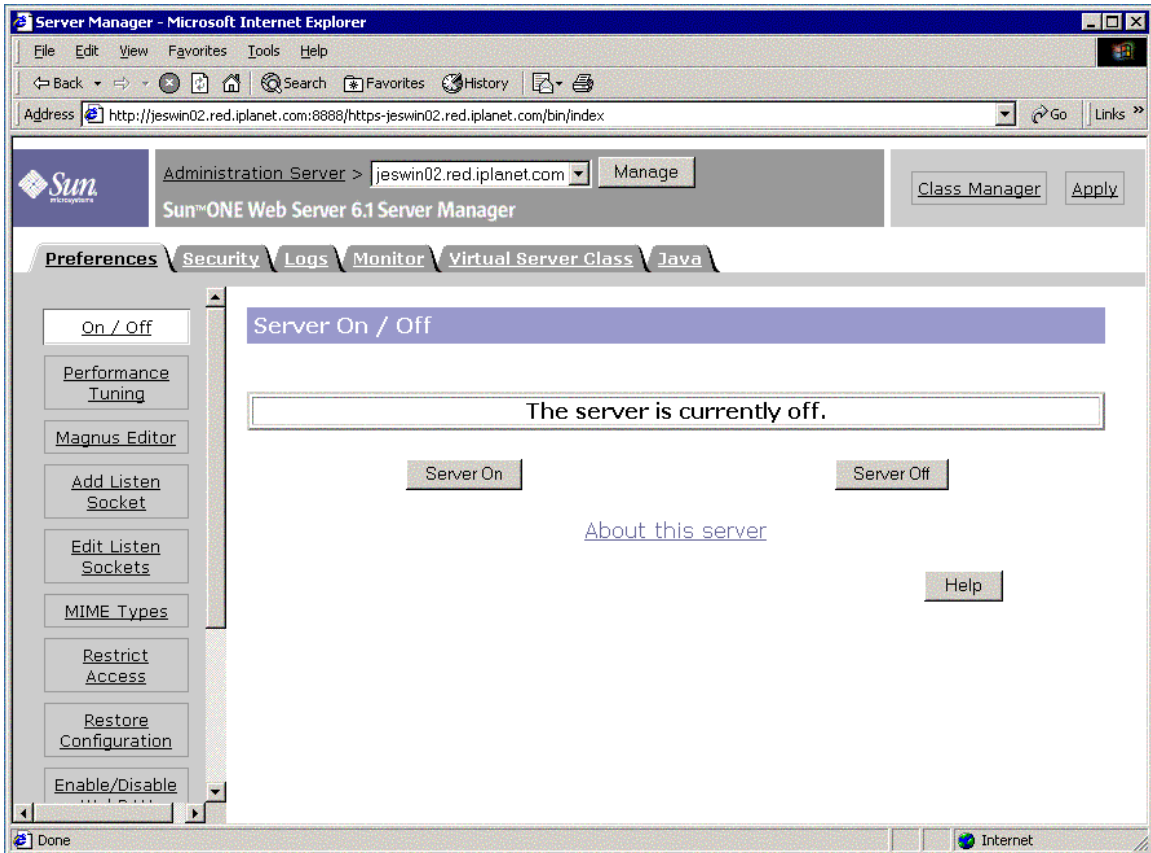 Server Manager - Microsoft Internet Explorer
File Edit View Favorites Tools Help
Back Search Favorites History
Address http://jeswin02.red.iplanet.com:8888/https-jeswin02.red.iplanet.com/bin/index Go Links »
Sun
microsystems
Administration Server > jeswin02.red.iplanet.com Manage
Sun™ONE Web Server 6.1 Server Manager
Class Manager Apply
Preferences Security Logs Monitor Virtual Server Class Java
On / Off
Performance
Tuning
Magnus Editor
Add Listen
Socket
Edit Listen
Sockets
MIME Types
Restrict
Access
Restore
Configuration
Enable/Disable
Server On / Off
The server is currently off.
Server On Server Off
About this server
Help
Done Internet